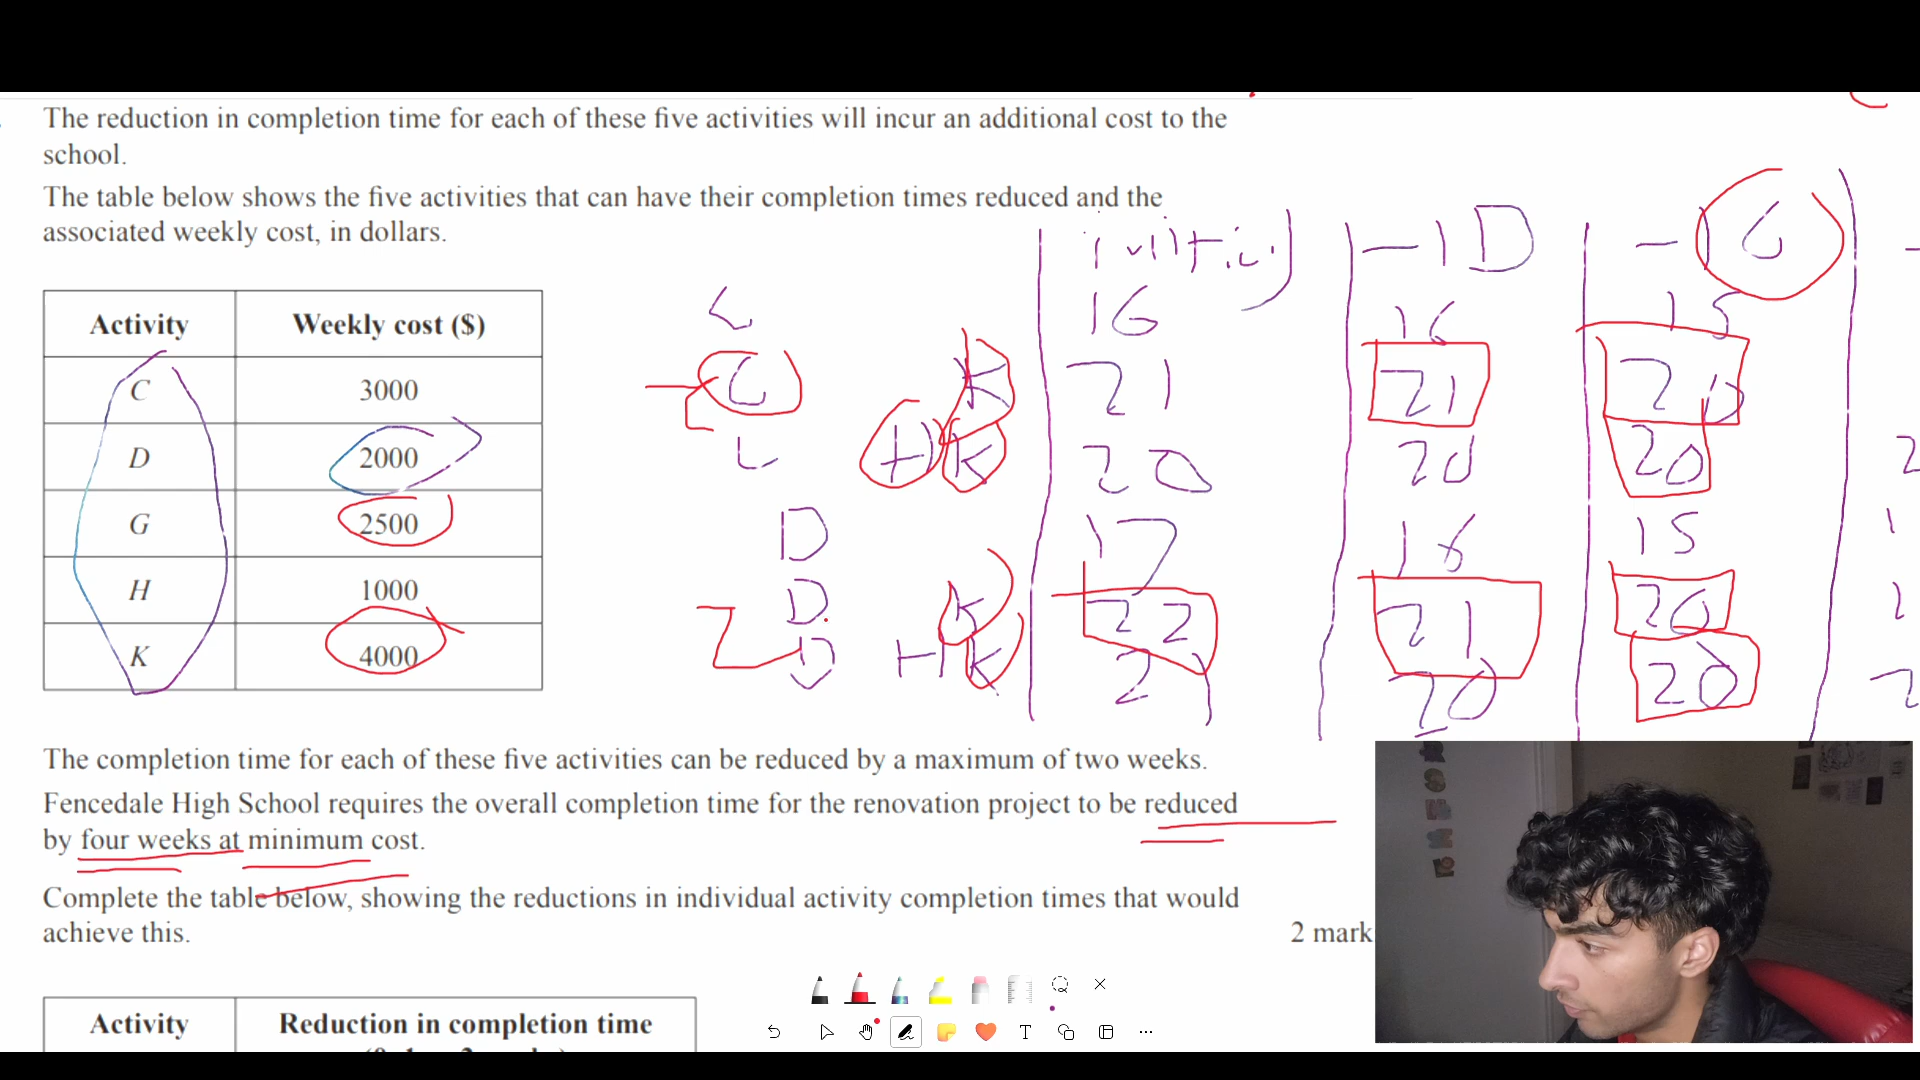 The reduction in completion time for each of these five activities will incur an additional cost to the
school.
The table below shows the five activities that can have their completion times reduced and the
associated weekly cost, in dollars.
Activity Weekly cost ($)
C 3000
D 2000
G 2500
H 1000
K 4000
initial -1 D -1 G
16 16 15
K 21 21 20
H K 20 20 20
D 17 16 15
D K 22 21 20
D H K 21 20 20
The completion time for each of these five activities can be reduced by a maximum of two weeks.
Fencedale High School requires the overall completion time for the renovation project to be reduced
by four weeks at minimum cost.
Complete the table below, showing the reductions in individual activity completion times that would
achieve this.
2 mark
Activity Reduction in completion time